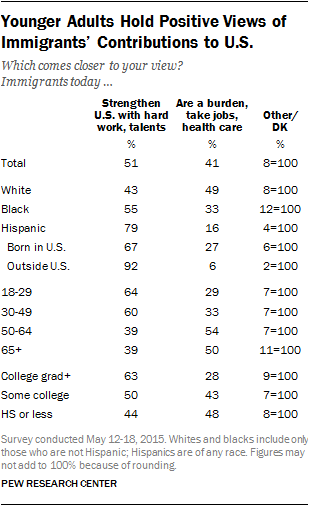 Younger Adults Hold Positive Views of
Immigrants’ Contributions to U.S.
Which comes closer to your view?
Immigrants today ...
Strengthen U.S. with hard work, talents Are a burden, take jobs, health care Other/ DK
% % %
Total 51 41 8=100
White 43 49 8=100
Black 55 33 12=100
Hispanic 79 16 4=100
Born in U.S. 67 27 6=100
Outside U.S. 92 6 2=100
18-29 64 29 7=100
30-49 60 33 7=100
50-64 39 54 7=100
65+ 39 50 11=100
College grad+ 63 28 9=100
Some college 50 43 7=100
HS or less 44 48 8=100
Survey conducted May 12-18, 2015. Whites and blacks include only
those who are not Hispanic; Hispanics are of any race. Figures may
not add to 100% because of rounding.
PEW RESEARCH CENTER